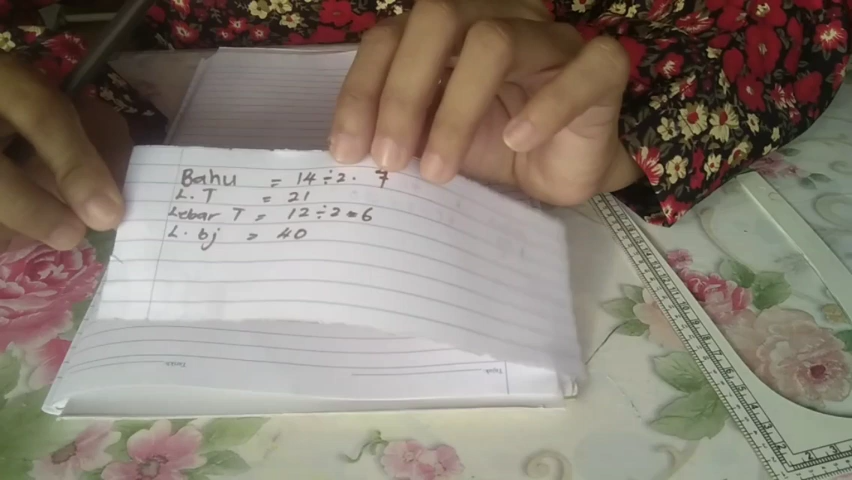 Bahu = 14÷2. 7
L. T = 21
Lebar T = 12÷2=6
L. bj = 40